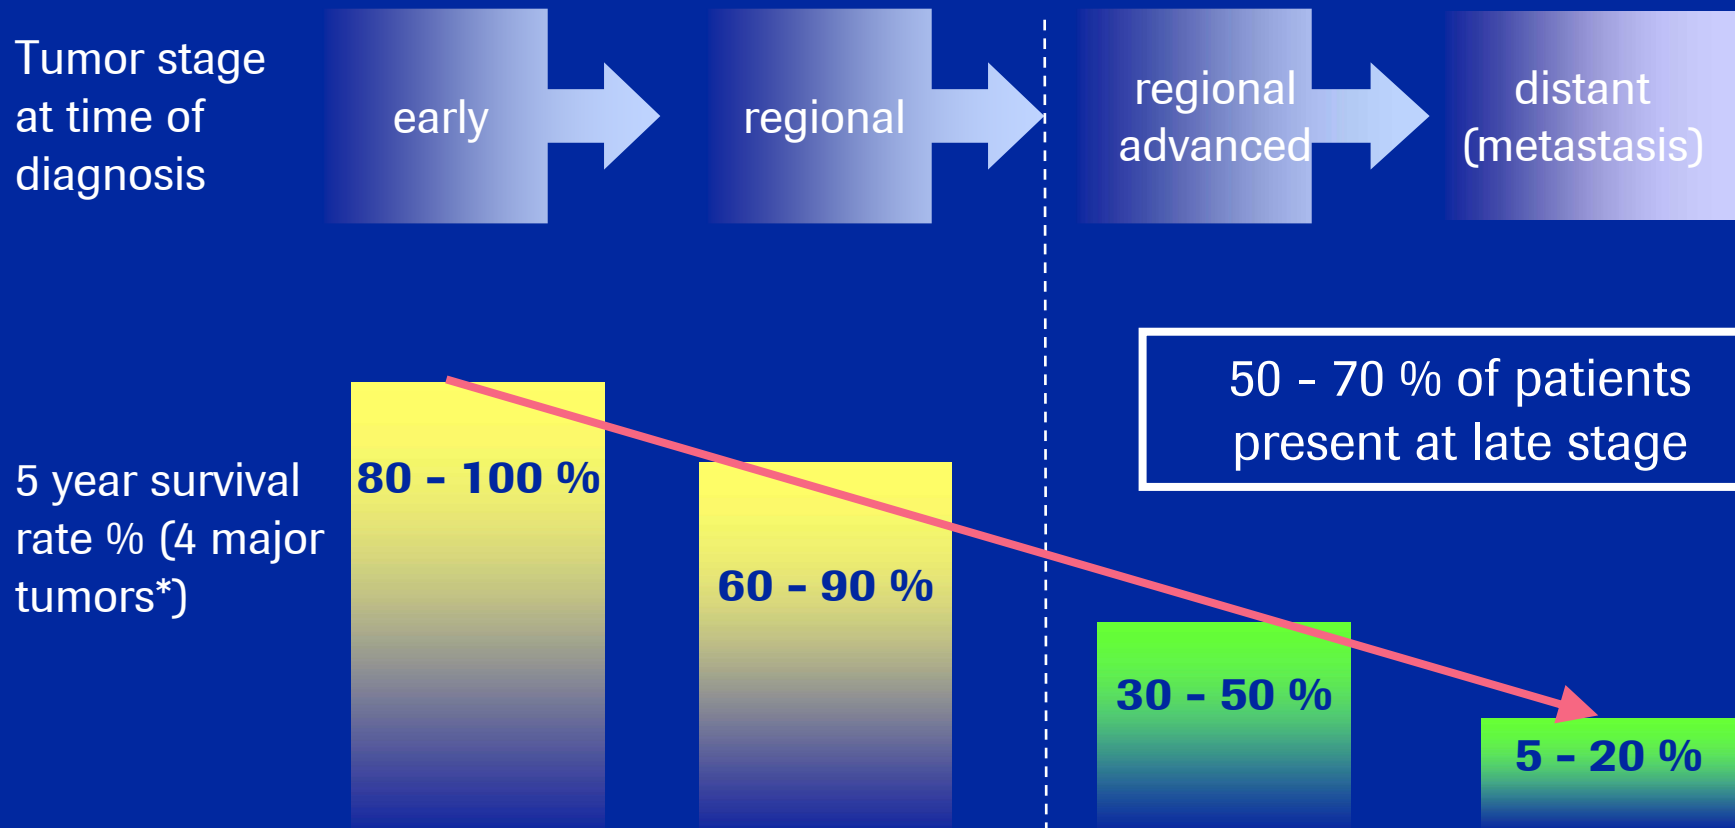 Tumor stage
at time of
diagnosis
early
regional
regional
advanced
distant
(metastasis)
50 - 70 % of patients
present at late stage
5 year survival
rate % (4 major
tumors*)
80 - 100 %
60 - 90 %
30 - 50 %
5 - 20 %